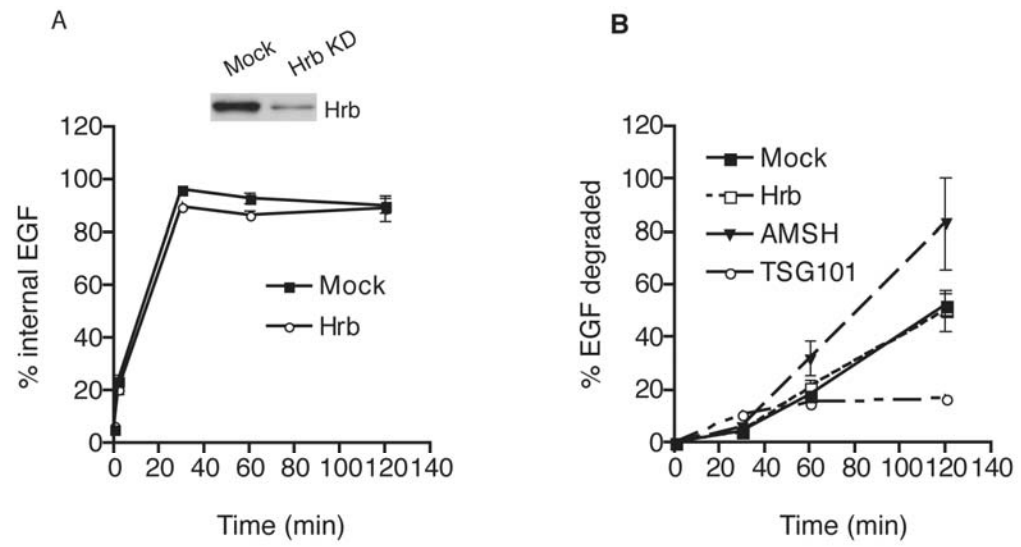 A
Mock
Hrb KD
Hrb
120
100
80
60
40
20
0
% internal EGF
Mock
Hrb
0 20 40 60 80 100 120 140
Time (min)
B
120
100
80
60
40
20
0
% EGF degraded
Mock
Hrb
AMSH
TSG101
0 20 40 60 80 100 120 140
Time (min)